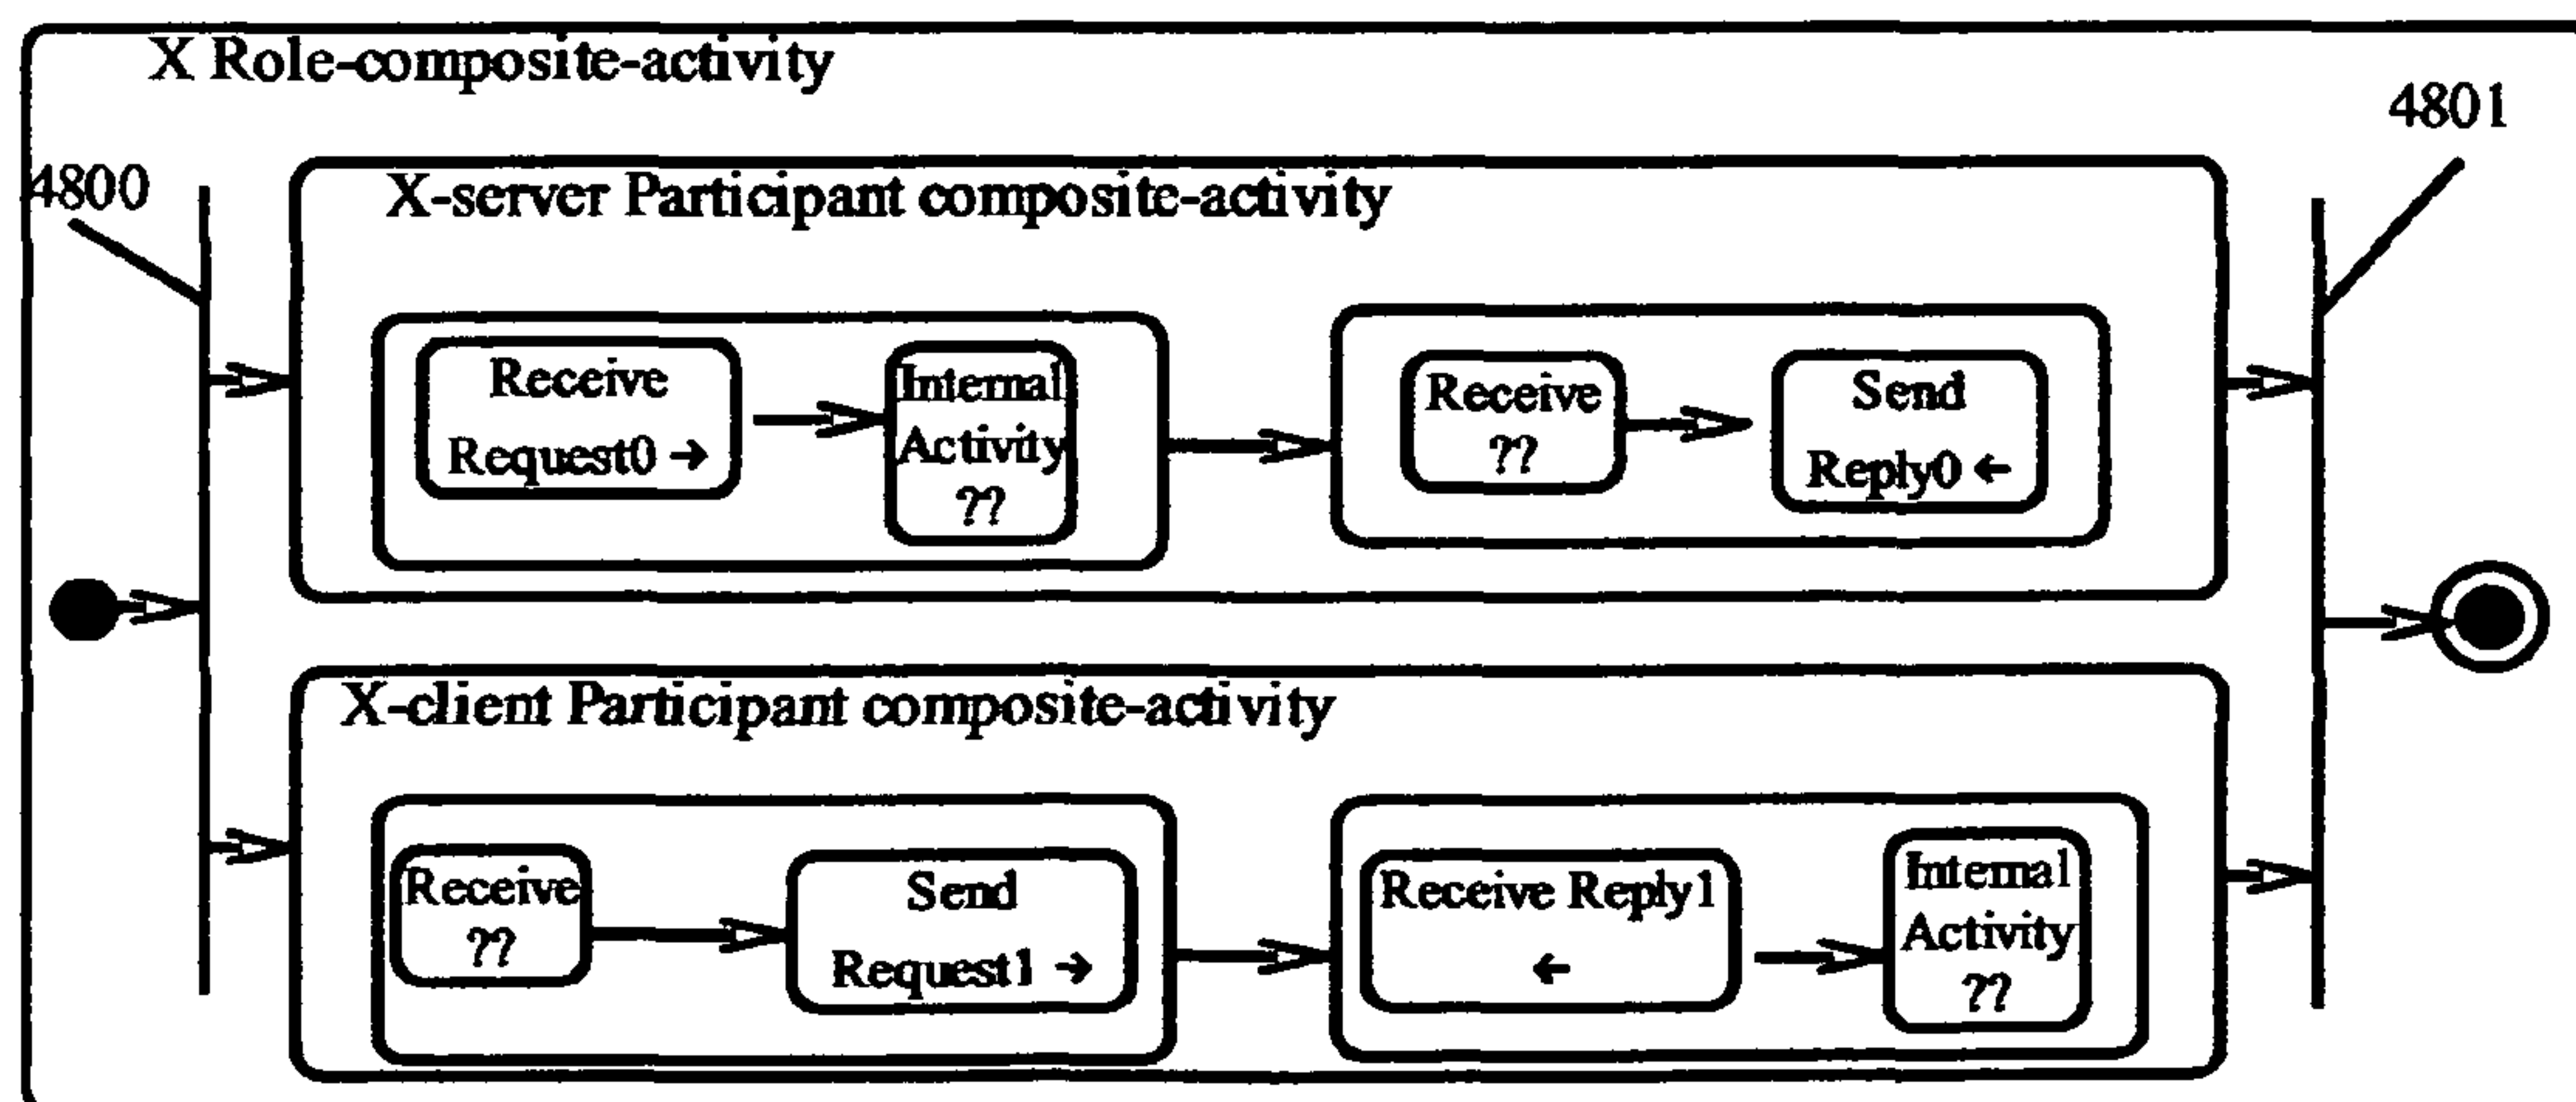 X Role-composite-activity
4801
4800
X-server Participant composite-activity
Receive
Request0 →
Internal
Activity
??
Receive
??
Send
Reply0 ←
X-client Participant composite-activity
Receive
??
Send
Request1 →
Receive Reply1
←
Internal
Activity
??